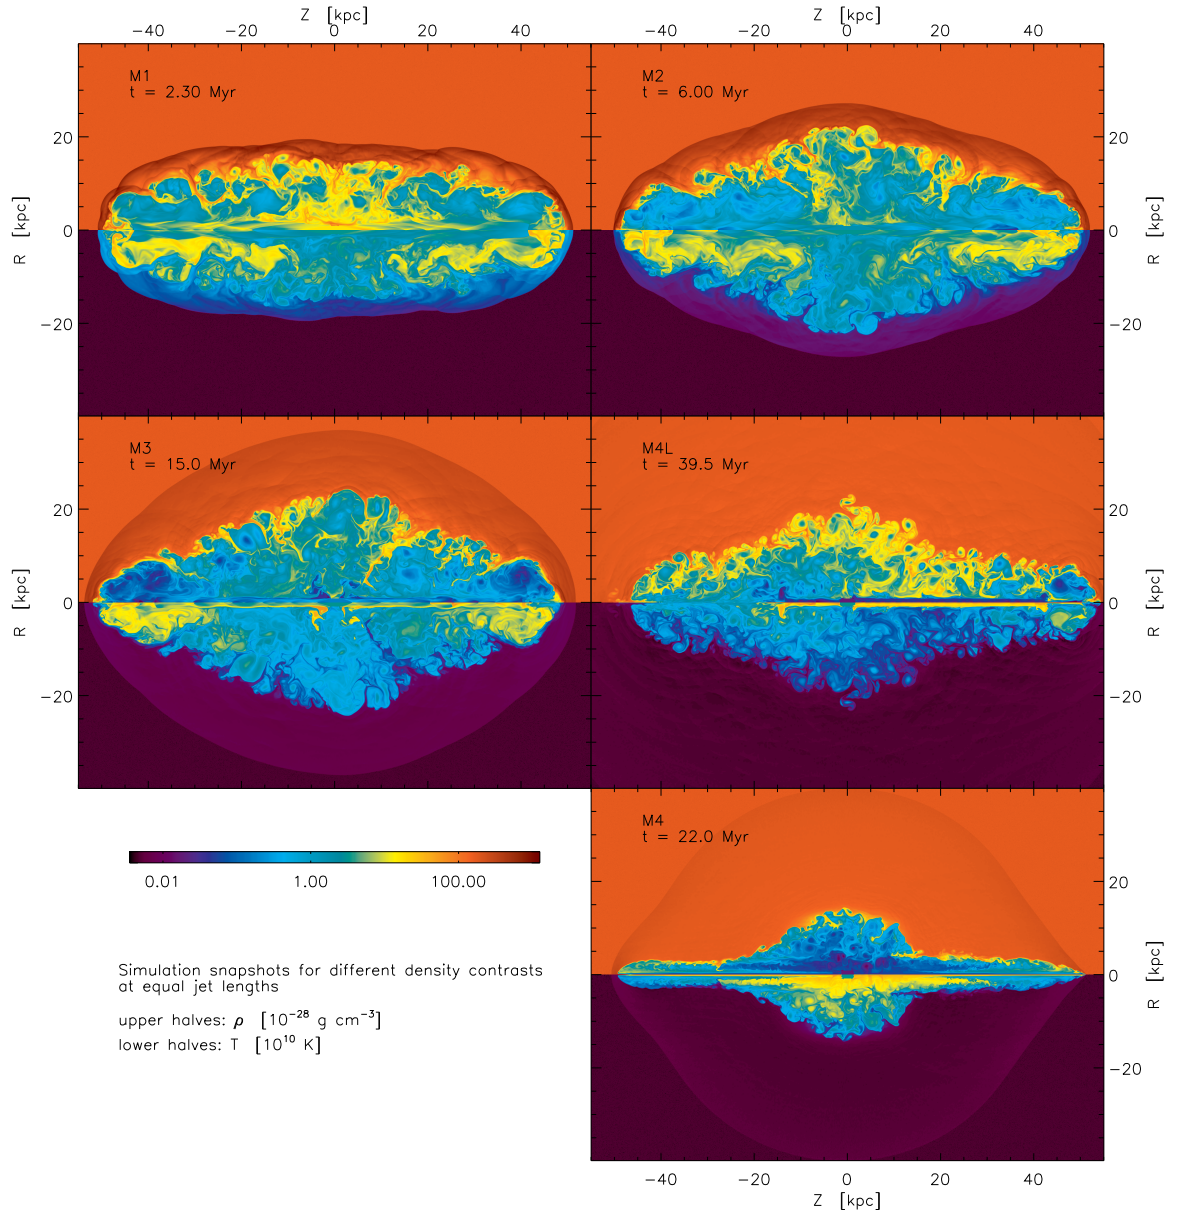 Z [kpc]
−40 −20 0 20 40
Z [kpc]
−40 −20 0 20 40
M1
t = 2.30 Myr
M2
t = 6.00 Myr
20
0
−20
R [kpc]
20
0
−20
R [kpc]
M3
t = 15.0 Myr
M4L
t = 39.5 Myr
20
0
−20
R [kpc]
20
0
−20
R [kpc]
M4
t = 22.0 Myr
0.01 1.00 100.00
20
0
−20
R [kpc]
Simulation snapshots for different density contrasts
at equal jet lengths
upper halves: ρ [10⁻²⁸ g cm⁻³]
lower halves: T [10¹⁰ K]
−40 −20 0 20 40
Z [kpc]